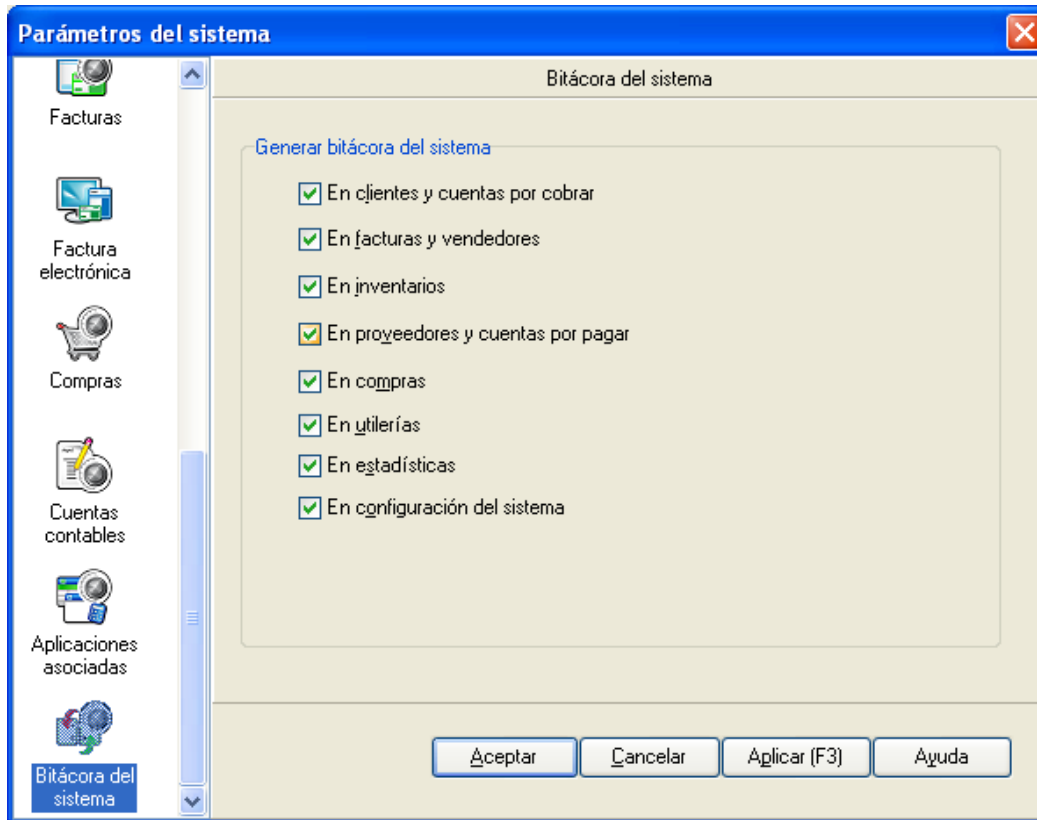 Parámetros del sistema
Facturas
Factura
electrónica
Compras
Cuentas
contables
Aplicaciones
asociadas
Bitácora del
sistema
Bitácora del sistema
Generar bitácora del sistema
En clientes y cuentas por cobrar
En facturas y vendedores
En inventarios
En proveedores y cuentas por pagar
En compras
En utilerías
En estadísticas
En configuración del sistema
Aceptar
Cancelar
Aplicar (F3)
Ayuda